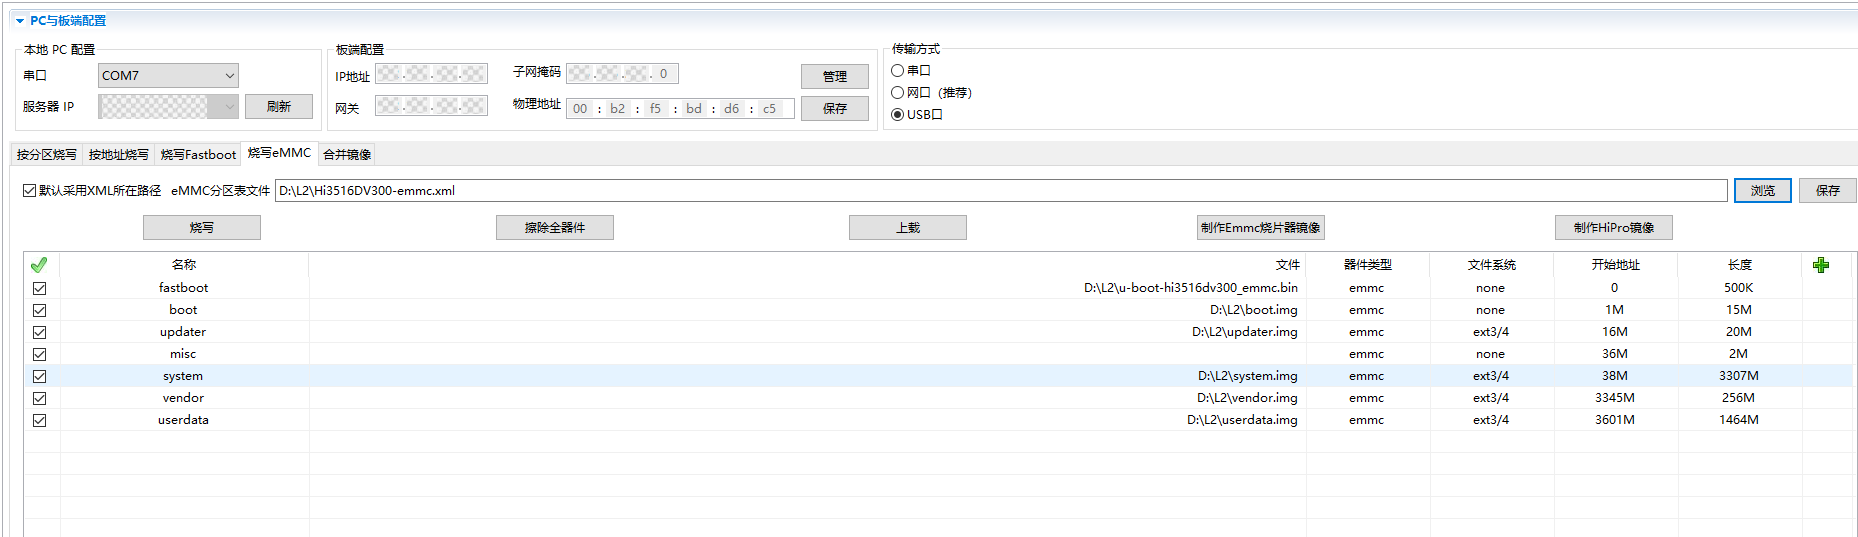 PC与板端配置
本地 PC 配置
串口 COM7
服务器 IP 刷新
板端配置
IP地址 . . . 子网掩码 . . . 0 管理
网关 . . . 物理地址 00 : b2 : f5 : bd : d6 : c5 保存
传输方式
串口
网口（推荐）
USB口
按分区烧写 按地址烧写 烧写Fastboot 烧写eMMC 合并镜像
默认采用XML所在路径 eMMC分区表文件 D:\L2\Hi3516DV300-emmc.xml 浏览 保存
烧写 擦除全器件 上载 制作Emmc烧片器镜像 制作HiPro镜像
名称 文件 器件类型 文件系统 开始地址 长度
fastboot D:\L2\u-boot-hi3516dv300_emmc.bin emmc none 0 500K
boot D:\L2\boot.img emmc none 1M 15M
updater D:\L2\updater.img emmc ext3/4 16M 20M
misc emmc none 36M 2M
system D:\L2\system.img emmc ext3/4 38M 3307M
vendor D:\L2\vendor.img emmc ext3/4 3345M 256M
userdata D:\L2\userdata.img emmc ext3/4 3601M 1464M